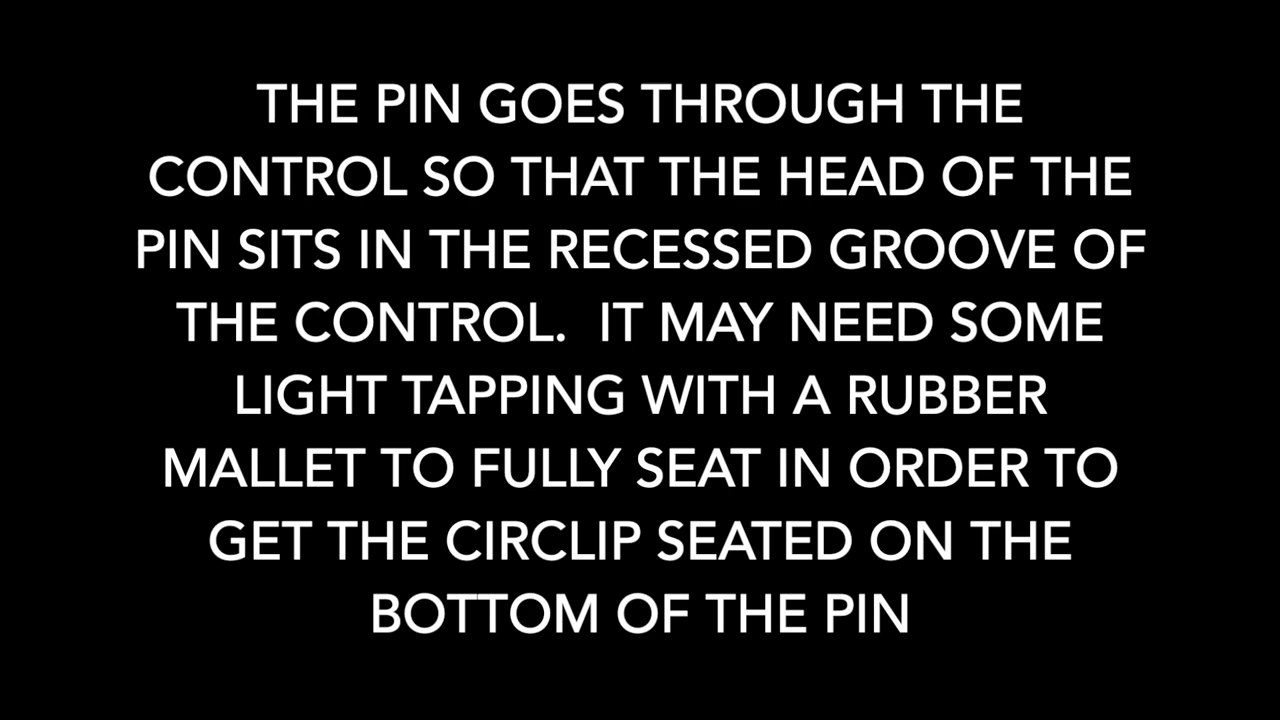 THE PIN GOES THROUGH THE
CONTROL SO THAT THE HEAD OF THE
PIN SITS IN THE RECESSED GROOVE OF
THE CONTROL.  IT MAY NEED SOME
LIGHT TAPPING WITH A RUBBER
MALLET TO FULLY SEAT IN ORDER TO
GET THE CIRCLIP SEATED ON THE
BOTTOM OF THE PIN